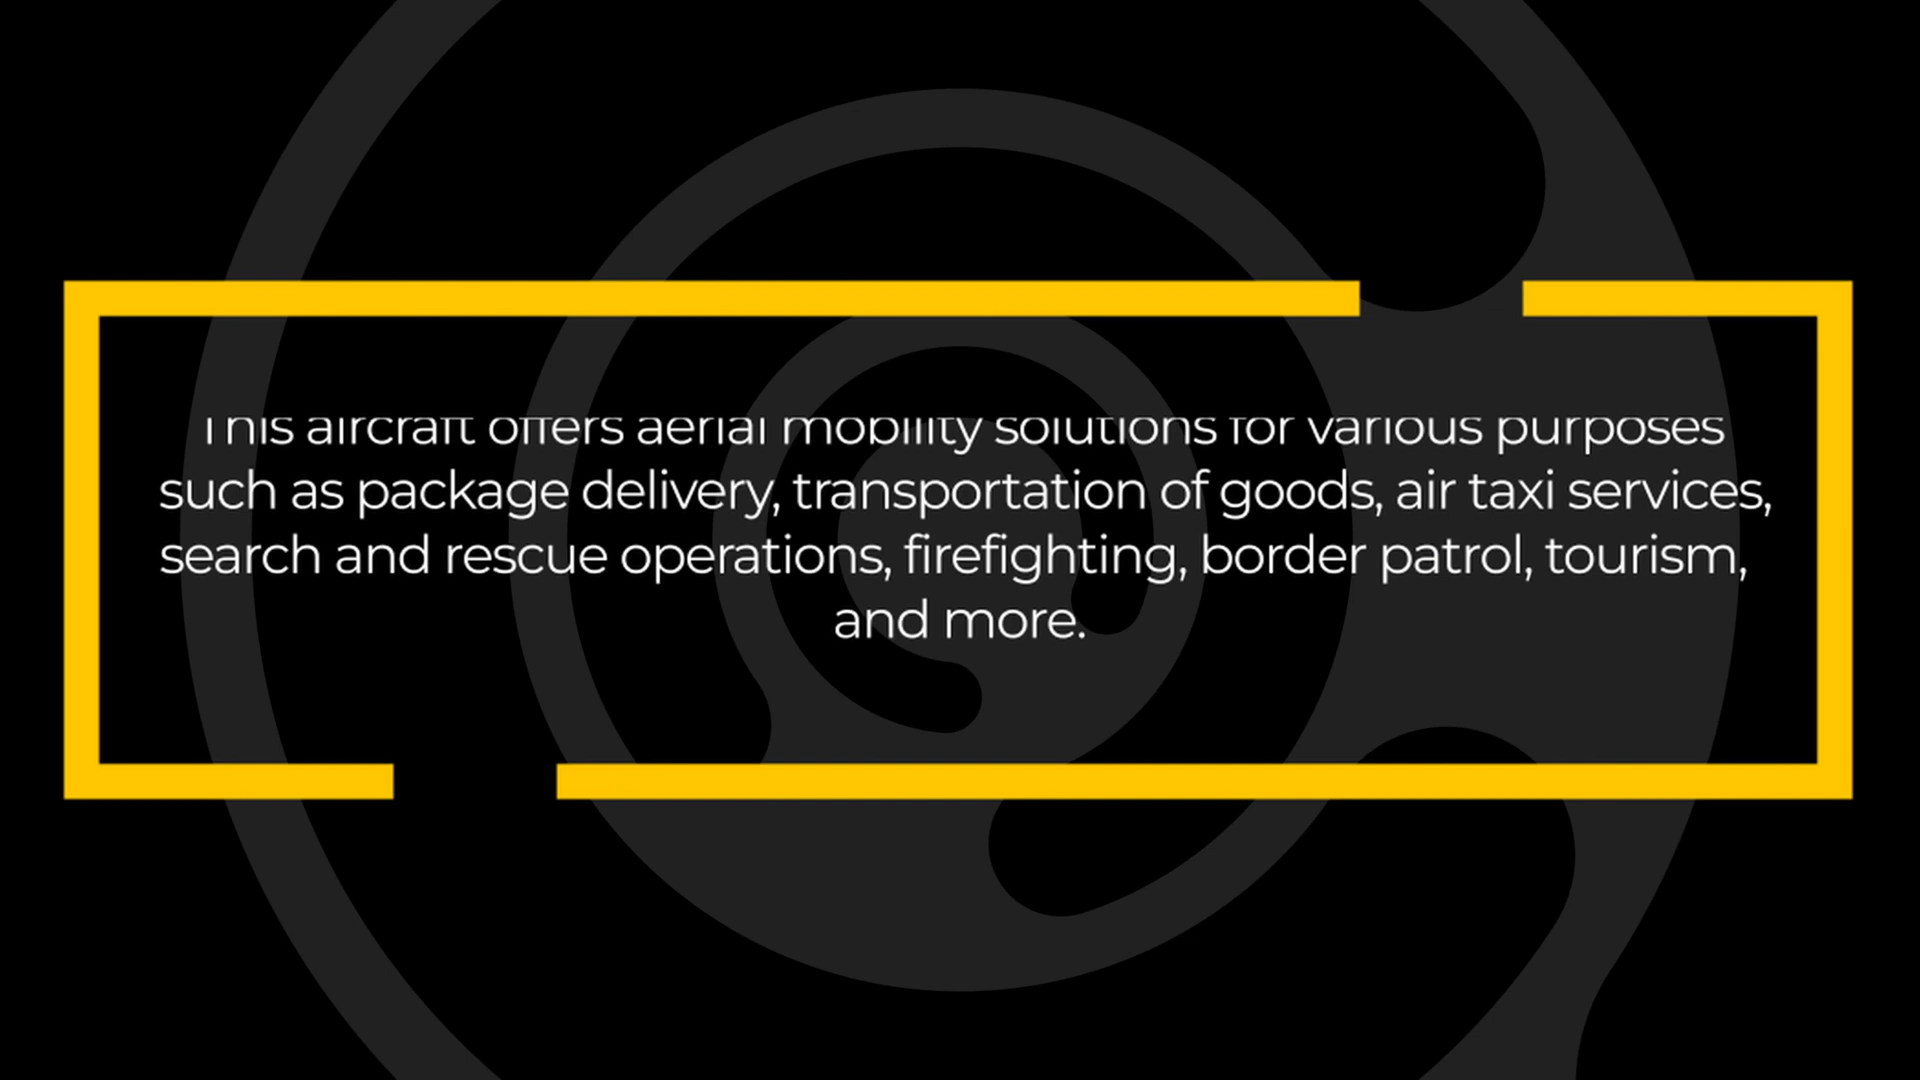 This aircraft offers aerial mobility solutions for various purposes
such as package delivery, transportation of goods, air taxi services,
search and rescue operations, firefighting, border patrol, tourism,
and more.